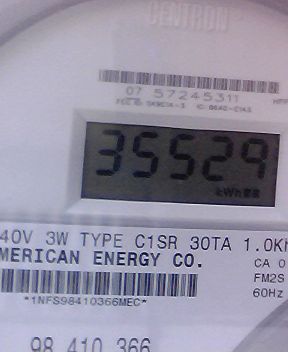 CENTRON®
07 57245311
35529
kWh
40V 3W TYPE C1SR 30TA 1.0Kh
MERICAN ENERGY CO.
CA 0
FM2S
60Hz
*1NFS98410366MEC*
98 410 366